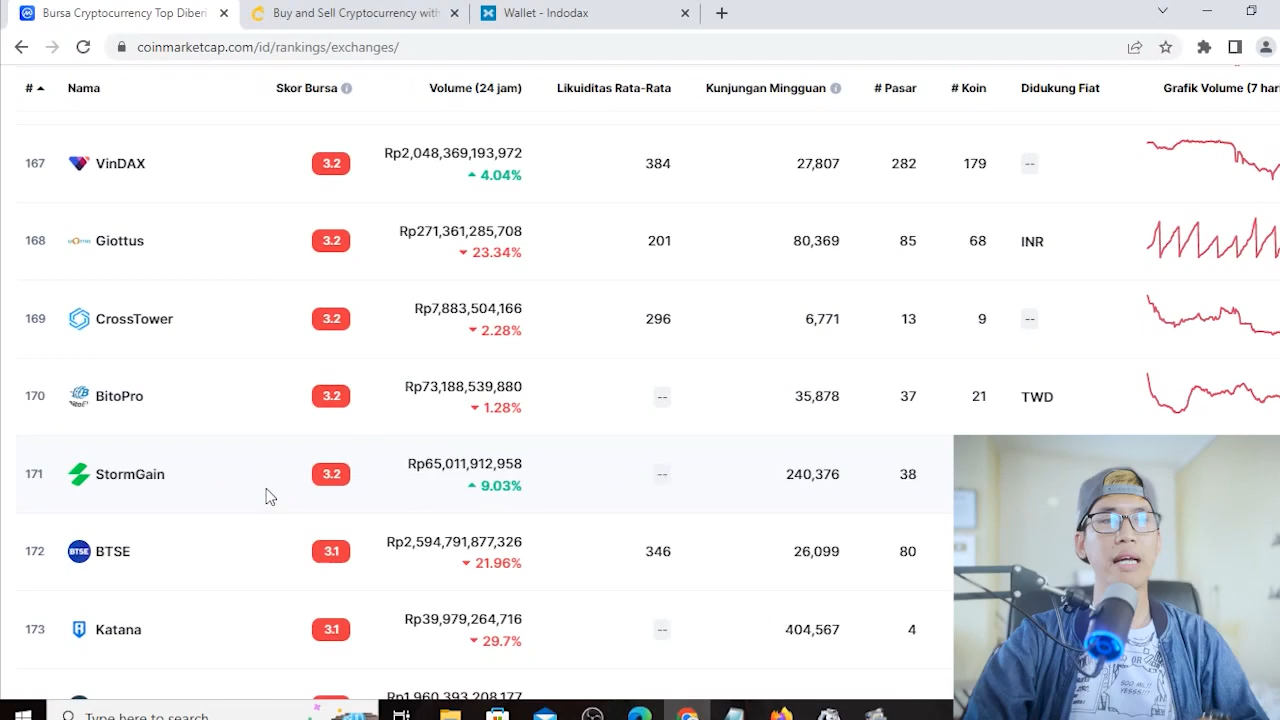 Bursa Cryptocurrency Top Diberi
Buy and Sell Cryptocurrency with
Wallet - Indodax
coinmarketcap.com/id/rankings/exchanges/
# Nama Skor Bursa Volume (24 jam) Likuiditas Rata-Rata Kunjungan Mingguan # Pasar # Koin Didukung Fiat Grafik Volume (7 hari
167 VinDAX 3.2 Rp2,048,369,193,972 384 27,807 282 179 --
4.04%
168 Giottus 3.2 Rp271,361,285,708 201 80,369 85 68 INR
23.34%
169 CrossTower 3.2 Rp7,883,504,166 296 6,771 13 9 --
2.28%
170 BitoPro 3.2 Rp73,188,539,880 -- 35,878 37 21 TWD
1.28%
171 StormGain 3.2 Rp65,011,912,958 -- 240,376 38
9.03%
172 BTSE BTSE 3.1 Rp2,594,791,877,326 346 26,099 80
21.96%
173 Katana 3.1 Rp39,979,264,716 -- 404,567 4
29.7%
Rp1,960,393,208,177
Type here to search